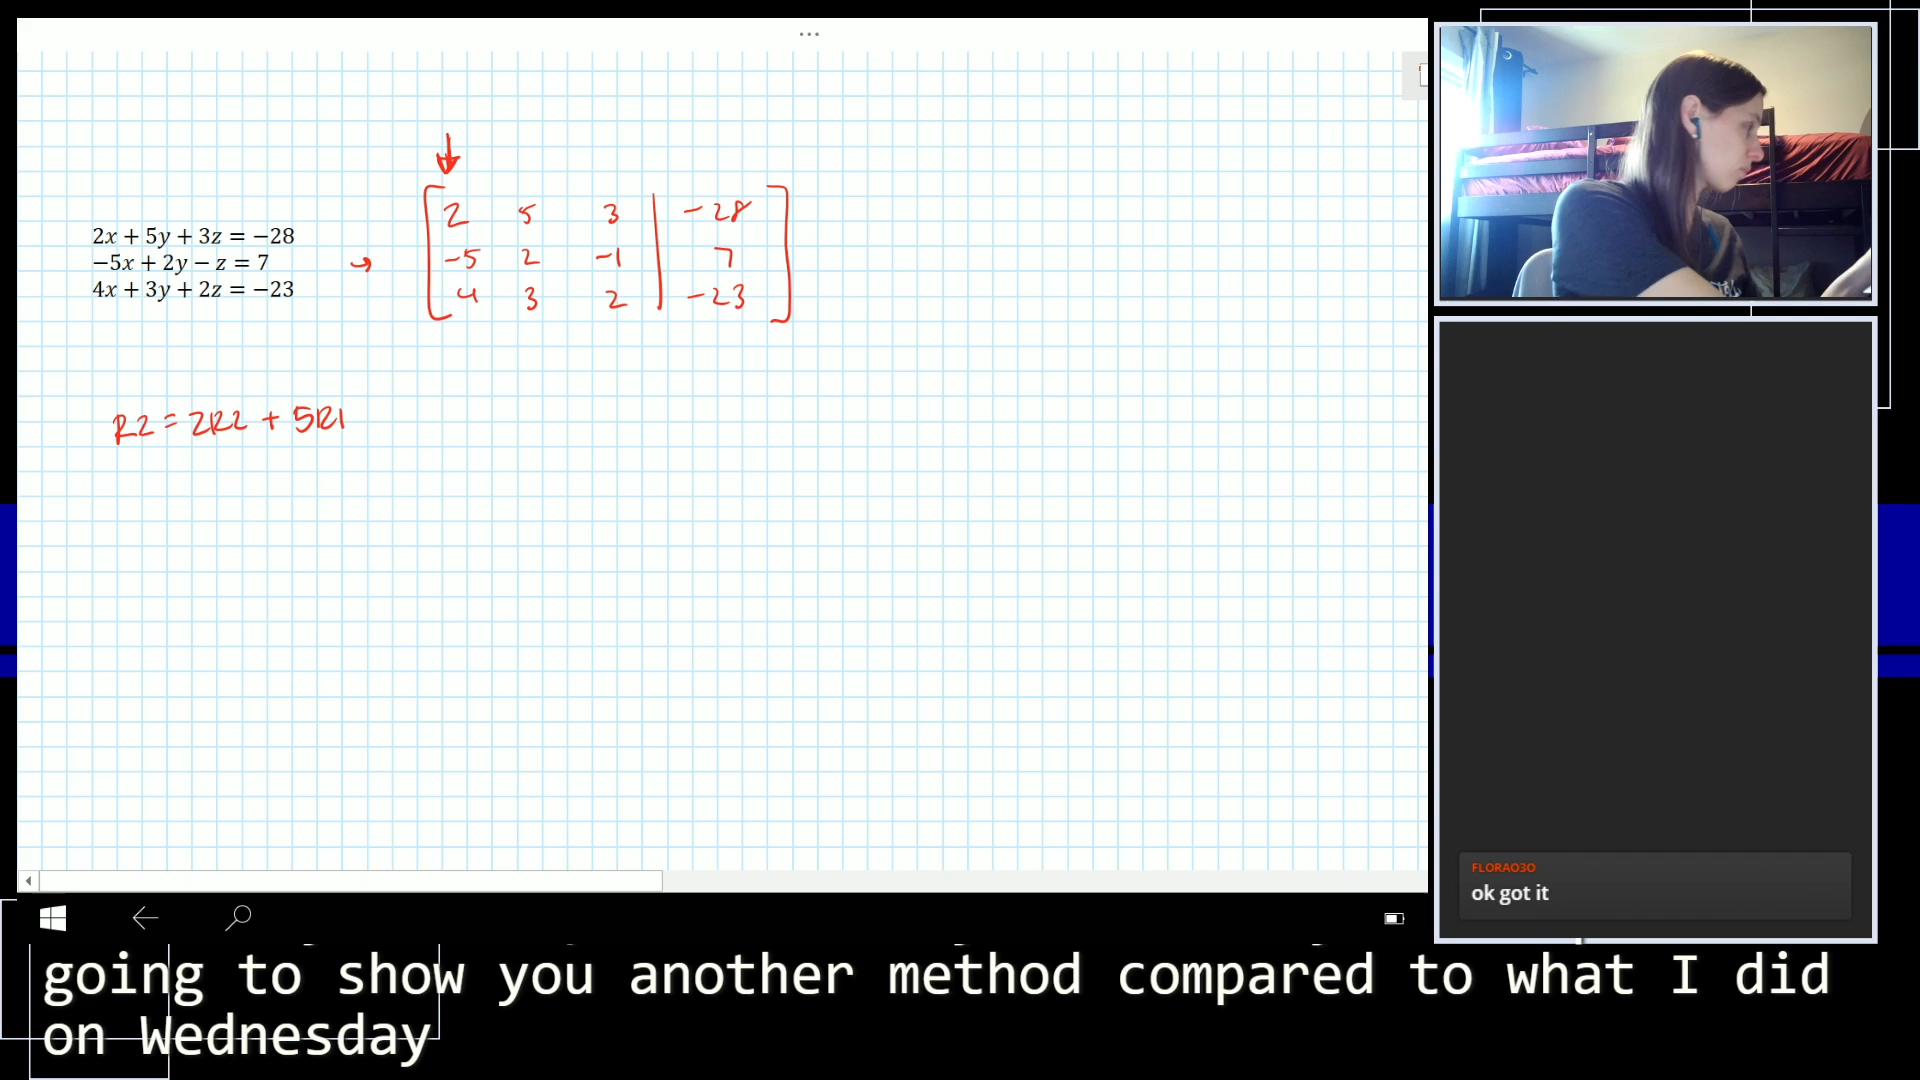 2x + 5y + 3z = −28
−5x + 2y − z = 7
4x + 3y + 2z = −23
2 5 3 | -28
-5 2 -1 | 7
4 3 2 | -23
R2 = 2R2 + 5R1
FLORAO3O
ok got it
going to show you another method compared to what I did
on Wednesday